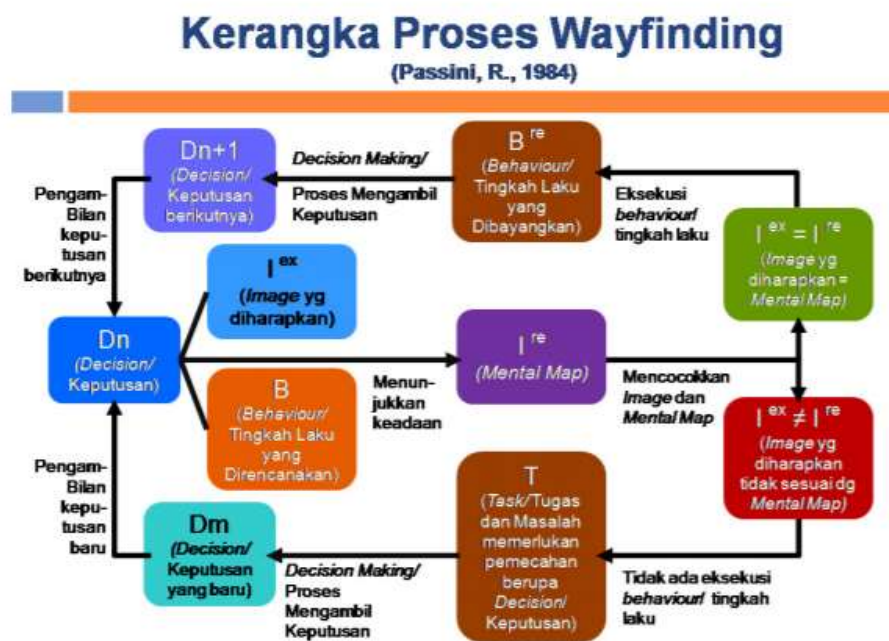 Kerangka Proses Wayfinding
(Passini, R., 1984)
Dn+1
(Decision/
Keputusan
berikutnya)
Decision Making/
Proses Mengambil
Keputusan
B re
(Behaviour/
Tingkah Laku
yang
Dibayangkan)
Eksekusi
behaviour/
tingkah laku
I ex = I re
(Image yg
diharapkan =
Mental Map)
Pengam-
Bilan
kepu-
tusan
berikutnya
I ex
(Image yg
diharapkan)
Dn
(Decision/
Keputusan)
B
(Behaviour/
Tingkah Laku
yang
Direncanakan)
Menun-
jukkan
keadaan
I re
(Mental Map)
Mencocokkan
Image dan
Mental Map
I ex ≠ I re
(Image yg
diharapkan
tidak sesuai dg
Mental Map)
Pengam-
Bilan
kepu-
tusan
baru
Dm
(Decision/
Keputusan
yang baru)
Decision Making/
Proses
Mengambil
Keputusan
T
(Task/Tugas
dan Masalah
memerlukan
pemecahan
berupa
Decision/
Keputusan)
Tidak ada eksekusi
behaviour/ tingkah
laku